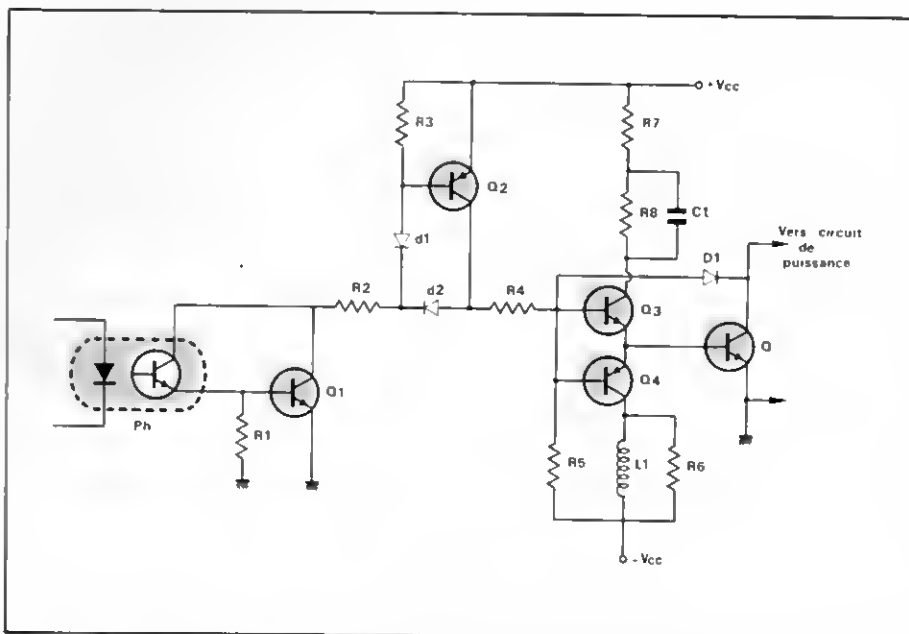 +Vcc
R3
R7
Q2
R8
Ct
Vers circuit
de
puissance
d1
D1
R2
d2
R4
Q3
Q
Q1
Q4
Ph
R1
R5
L1
R6
-Vcc